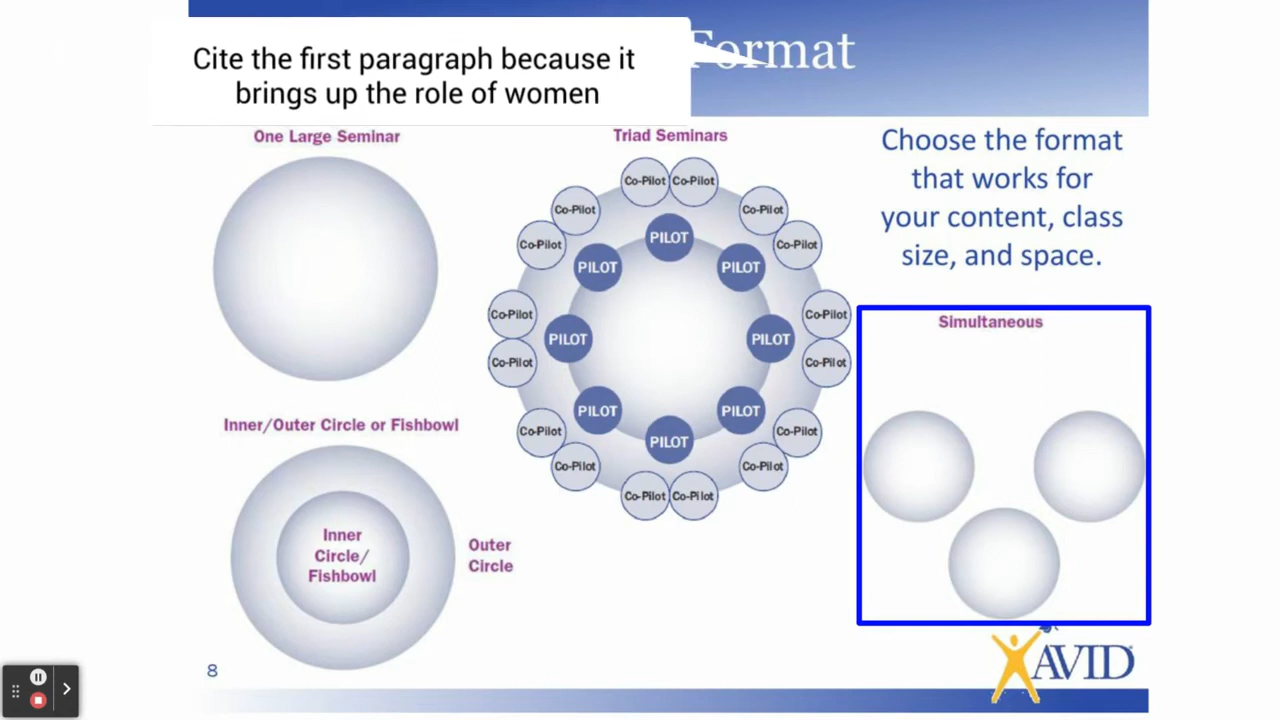 Format
Cite the first paragraph because it
brings up the role of women
One Large Seminar
Triad Seminars
Choose the format
that works for
your content, class
size, and space.
Co-Pilot Co-Pilot
Co-Pilot Co-Pilot
PILOT
Co-Pilot Co-Pilot
PILOT PILOT
Co-Pilot Co-Pilot
PILOT PILOT
Co-Pilot Co-Pilot
PILOT PILOT
Co-Pilot Co-Pilot
PILOT
Co-Pilot Co-Pilot
Co-Pilot Co-Pilot
Simultaneous
Inner/Outer Circle or Fishbowl
Inner
Circle/
Fishbowl
Outer
Circle
8
AVID